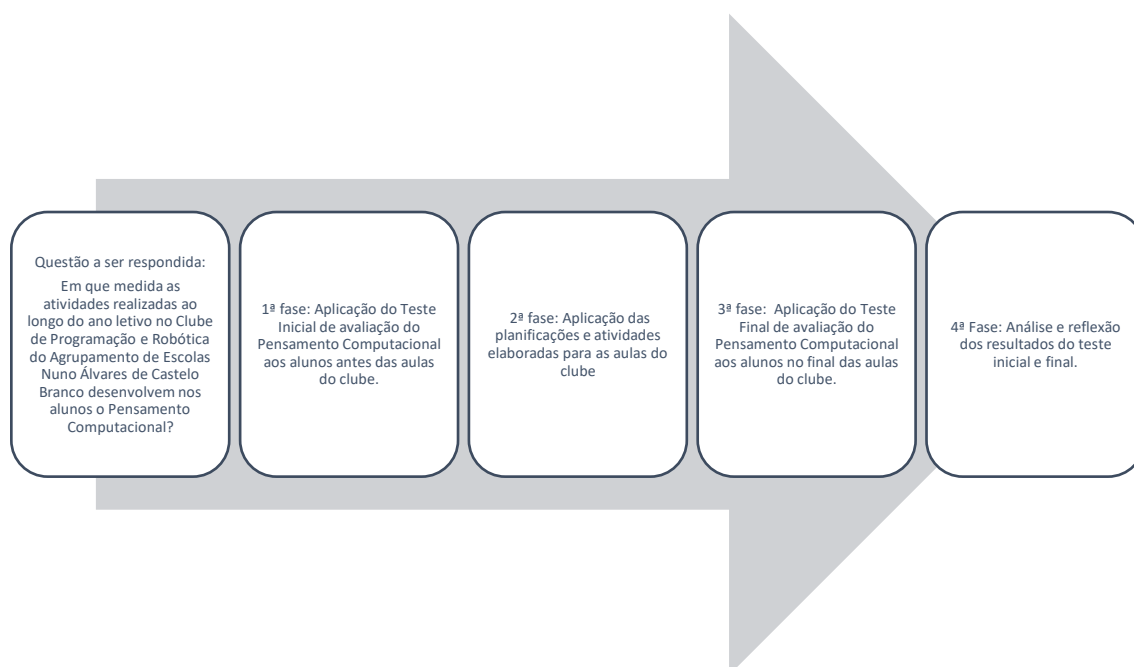 Questão a ser respondida:
Em que medida as
atividades realizadas ao
longo do ano letivo no Clube
de Programação e Robótica
do Agrupamento de Escolas
Nuno Álvares de Castelo
Branco desenvolvem nos
alunos o Pensamento
Computacional?
1ª fase: Aplicação do Teste
Inicial de avaliação do
Pensamento Computacional
aos alunos antes das aulas
do clube.
2ª fase: Aplicação das
planificações e atividades
elaboradas para as aulas do
clube
3ª fase: Aplicação do Teste
Final de avaliação do
Pensamento Computacional
aos alunos no final das aulas
do clube.
4ª Fase: Análise e reflexão
dos resultados do teste
inicial e final.